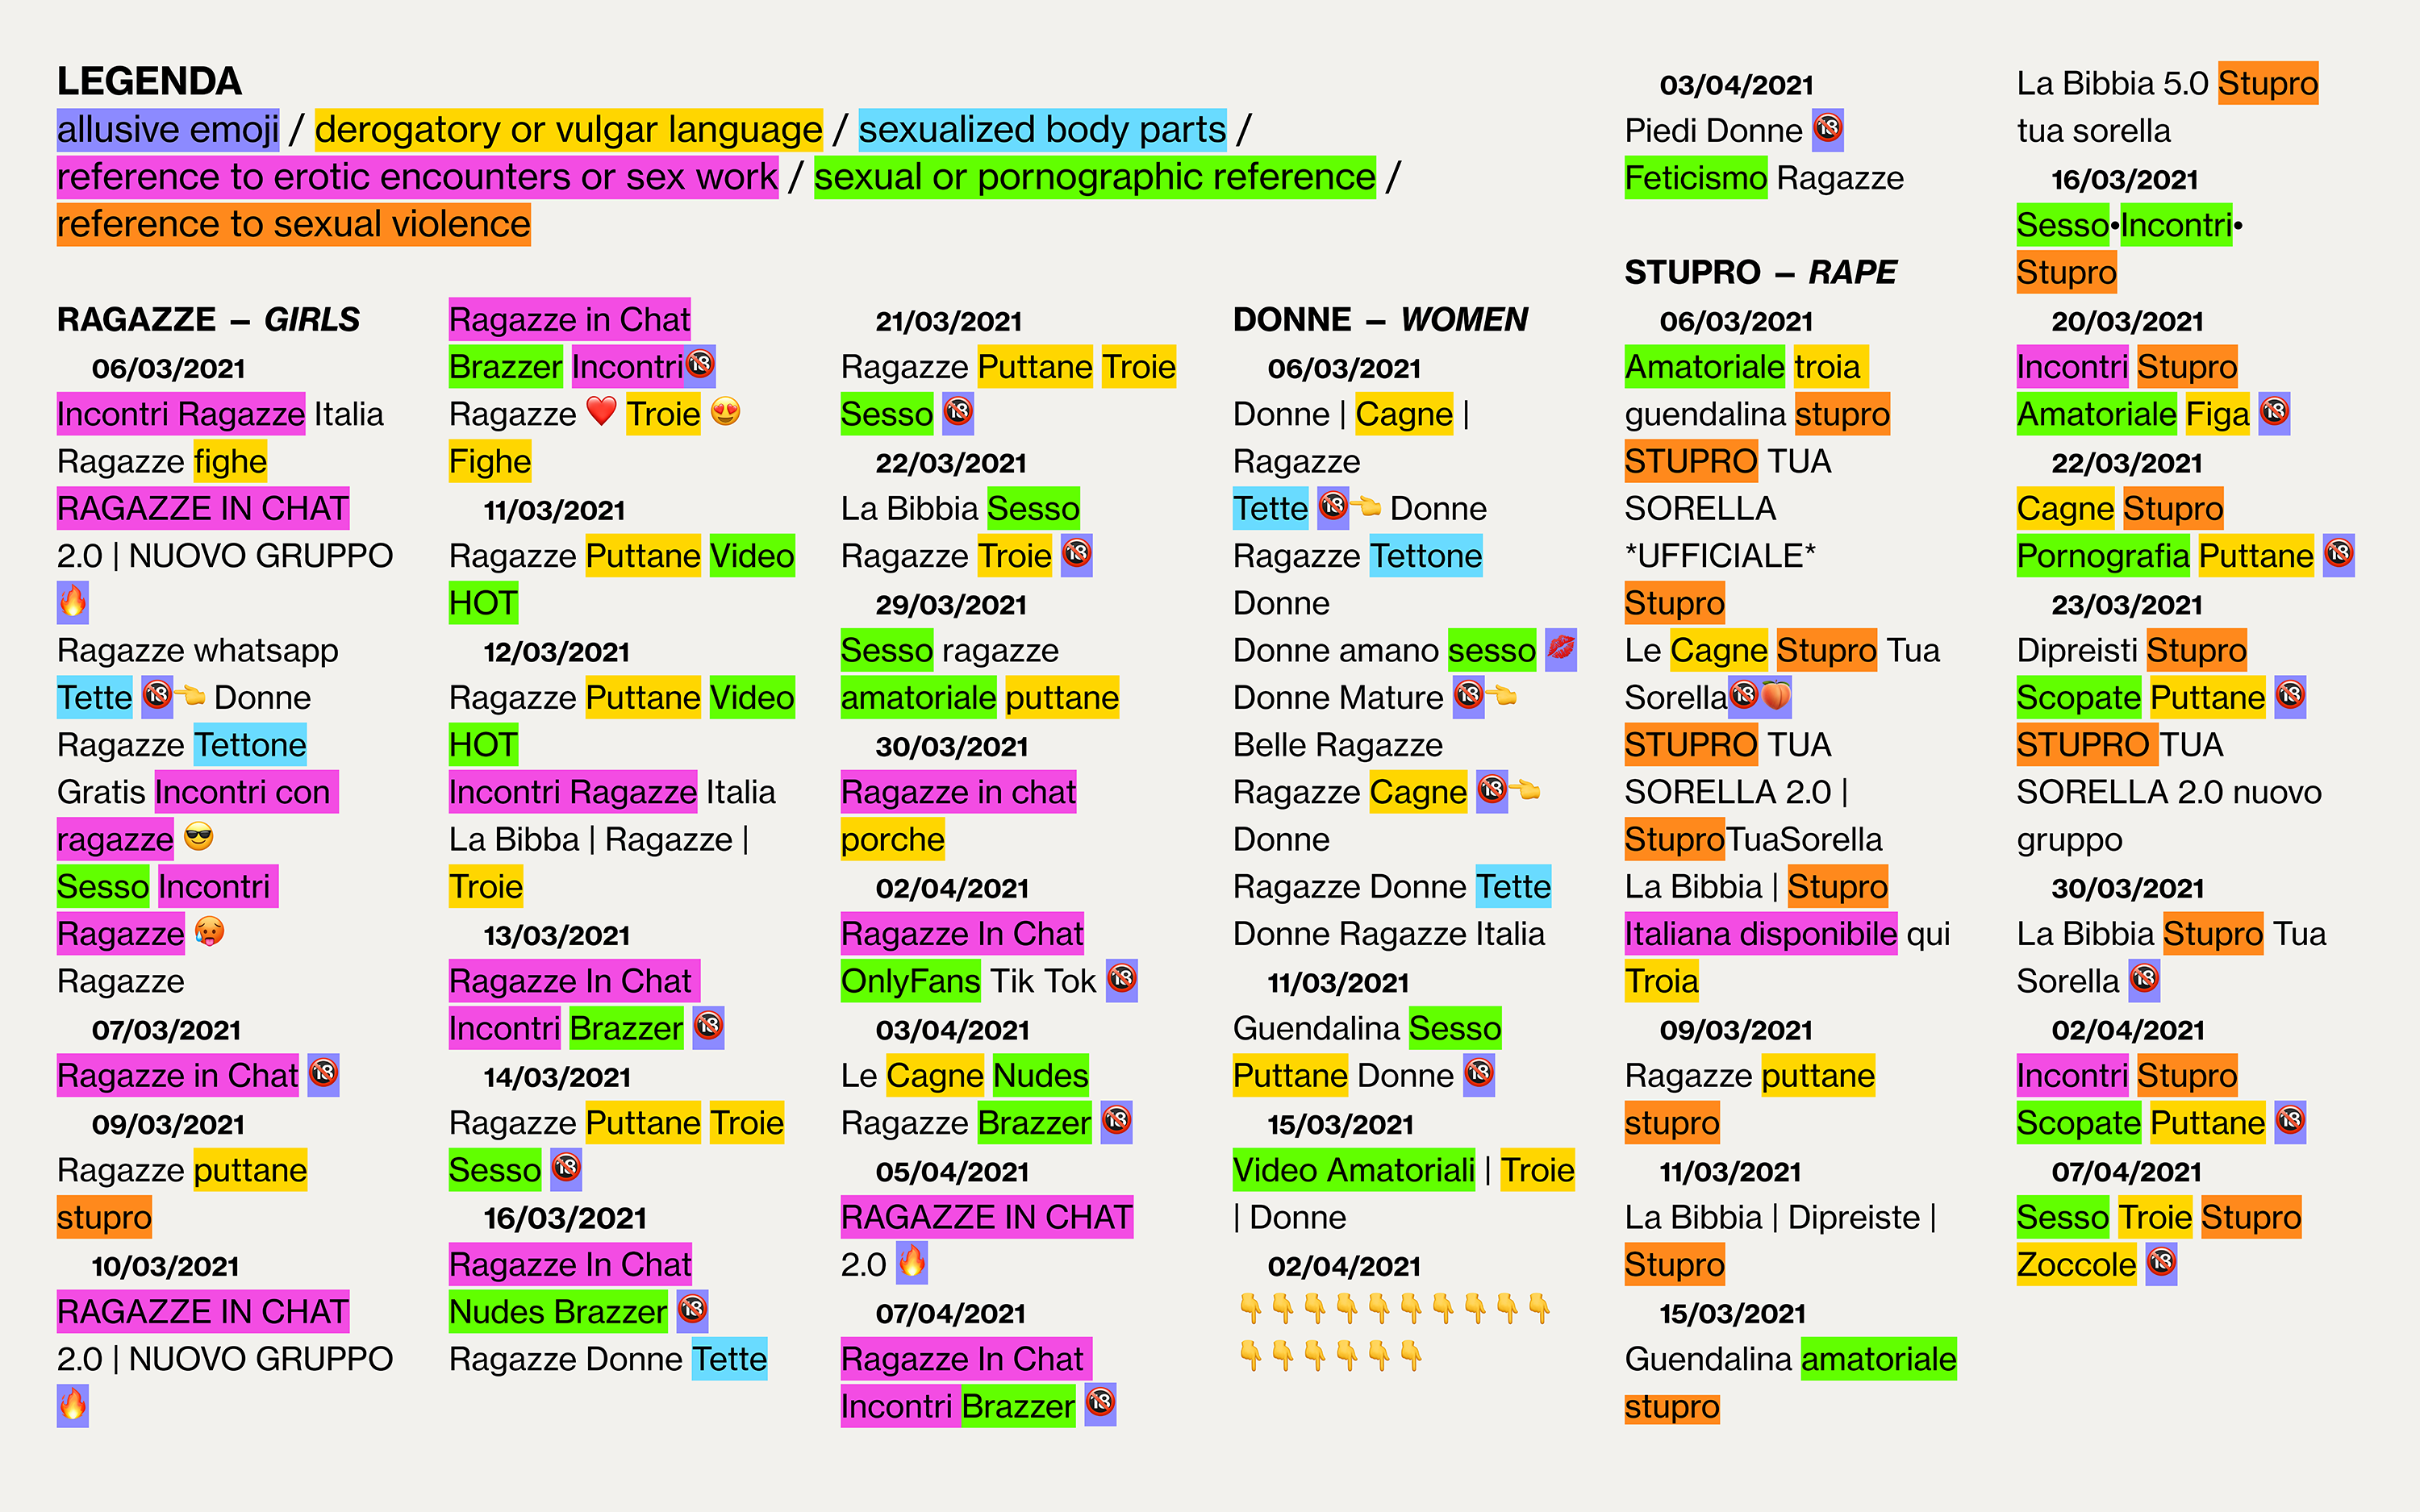 LEGENDA
allusive emoji / derogatory or vulgar language / sexualized body parts /
reference to erotic encounters or sex work / sexual or pornographic reference /
reference to sexual violence
RAGAZZE – GIRLS
06/03/2021
Incontri Ragazze Italia
Ragazze fighe
RAGAZZE IN CHAT
2.0 | NUOVO GRUPPO
🔥
Ragazze whatsapp
Tette 🔞👈 Donne
Ragazze Tettone
Gratis Incontri con
ragazze 😎
Sesso Incontri
Ragazze 🥵
Ragazze
07/03/2021
Ragazze in Chat 🔞
09/03/2021
Ragazze puttane
stupro
10/03/2021
RAGAZZE IN CHAT
2.0 | NUOVO GRUPPO
🔥
Ragazze in Chat
Brazzer Incontri🔞
Ragazze ❤️ Troie 😍
Fighe
11/03/2021
Ragazze Puttane Video
HOT
12/03/2021
Ragazze Puttane Video
HOT
Incontri Ragazze Italia
La Bibba | Ragazze |
Troie
13/03/2021
Ragazze In Chat
Incontri Brazzer 🔞
14/03/2021
Ragazze Puttane Troie
Sesso 🔞
16/03/2021
Ragazze In Chat
Nudes Brazzer 🔞
Ragazze Donne Tette
21/03/2021
Ragazze Puttane Troie
Sesso 🔞
22/03/2021
La Bibbia Sesso
Ragazze Troie 🔞
29/03/2021
Sesso ragazze
amatoriale puttane
30/03/2021
Ragazze in chat
porche
02/04/2021
Ragazze In Chat
OnlyFans Tik Tok 🔞
03/04/2021
Le Cagne Nudes
Ragazze Brazzer 🔞
05/04/2021
RAGAZZE IN CHAT
2.0 🔥
07/04/2021
Ragazze In Chat
Incontri Brazzer 🔞
DONNE – WOMEN
06/03/2021
Donne | Cagne |
Ragazze
Tette 🔞👈 Donne
Ragazze Tettone
Donne
Donne amano sesso 💋
Donne Mature 🔞👈
Belle Ragazze
Ragazze Cagne 🔞👈
Donne
Ragazze Donne Tette
Donne Ragazze Italia
11/03/2021
Guendalina Sesso
Puttane Donne 🔞
15/03/2021
Video Amatoriali | Troie
| Donne
02/04/2021
👇👇👇👇👇👇👇👇👇👇
👇👇👇👇👇👇
03/04/2021
Piedi Donne 🔞
Feticismo Ragazze
STUPRO – RAPE
06/03/2021
Amatoriale troia
guendalina stupro
STUPRO TUA
SORELLA
*UFFICIALE*
Stupro
Le Cagne Stupro Tua
Sorella🔞🍑
STUPRO TUA
SORELLA 2.0 |
StuproTuaSorella
La Bibbia | Stupro
Italiana disponibile qui
Troia
09/03/2021
Ragazze puttane
stupro
11/03/2021
La Bibbia | Dipreiste |
Stupro
15/03/2021
Guendalina amatoriale
stupro
La Bibbia 5.0 Stupro
tua sorella
16/03/2021
Sesso•Incontri•
Stupro
20/03/2021
Incontri Stupro
Amatoriale Figa 🔞
22/03/2021
Cagne Stupro
Pornografia Puttane 🔞
23/03/2021
Dipreisti Stupro
Scopate Puttane 🔞
STUPRO TUA
SORELLA 2.0 nuovo
gruppo
30/03/2021
La Bibbia Stupro Tua
Sorella 🔞
02/04/2021
Incontri Stupro
Scopate Puttane 🔞
07/04/2021
Sesso Troie Stupro
Zoccole 🔞